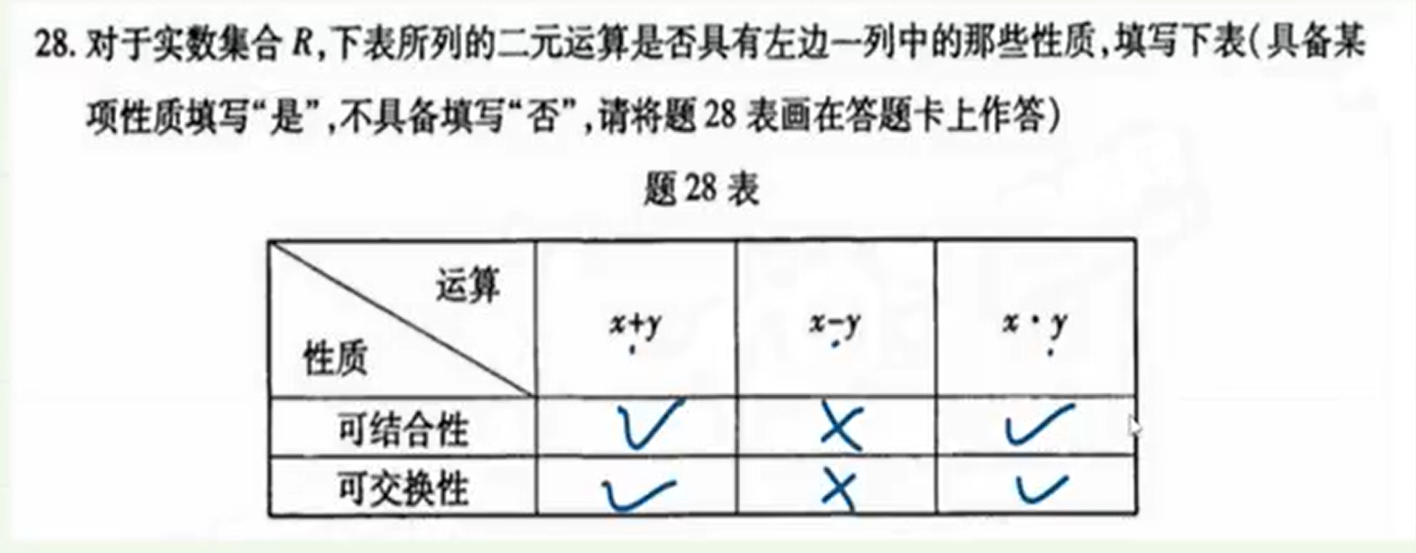 28. 对于实数集合 R,下表所列的二元运算是否具有左边一列中的那些性质,填写下表(具备某
项性质填写“是”,不具备填写“否”,请将题 28 表画在答题卡上作答)
题 28 表
运算
性质
x+y x-y x·y
可结合性 ✓ × ✓
可交换性 ✓ × ✓